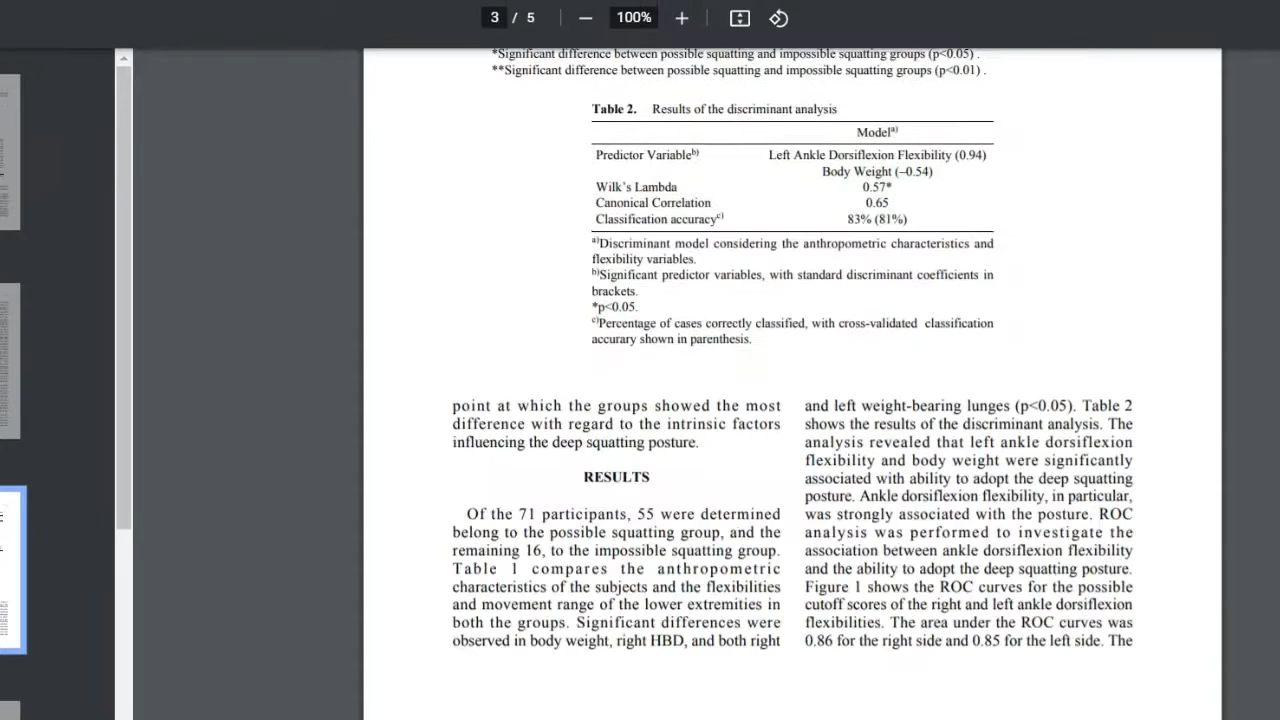 3 / 5
100%
*Significant difference between possible squatting and impossible squatting groups (p<0.05) .
**Significant difference between possible squatting and impossible squatting groups (p<0.01) .
Table 2. Results of the discriminant analysis
Model a)
Predictor Variable b) Left Ankle Dorsiflexion Flexibility (0.94)
Body Weight (–0.54)
Wilk's Lambda 0.57*
Canonical Correlation 0.65
Classification accuracy c) 83% (81%)
a)Discriminant model considering the anthropometric characteristics and
flexibility variables.
b)Significant predictor variables, with standard discriminant coefficients in
brackets.
*p<0.05.
c)Percentage of cases correctly classified, with cross-validated classification
accurary shown in parenthesis.
point at which the groups showed the most
difference with regard to the intrinsic factors
influencing the deep squatting posture.
RESULTS
Of the 71 participants, 55 were determined
belong to the possible squatting group, and the
remaining 16, to the impossible squatting group.
Table 1 compares the anthropometric
characteristics of the subjects and the flexibilities
and movement range of the lower extremities in
both the groups. Significant differences were
observed in body weight, right HBD, and both right
and left weight-bearing lunges (p<0.05). Table 2
shows the results of the discriminant analysis. The
analysis revealed that left ankle dorsiflexion
flexibility and body weight were significantly
associated with ability to adopt the deep squatting
posture. Ankle dorsiflexion flexibility, in particular,
was strongly associated with the posture. ROC
analysis was performed to investigate the
association between ankle dorsiflexion flexibility
and the ability to adopt the deep squatting posture.
Figure 1 shows the ROC curves for the possible
cutoff scores of the right and left ankle dorsiflexion
flexibilities. The area under the ROC curves was
0.86 for the right side and 0.85 for the left side. The